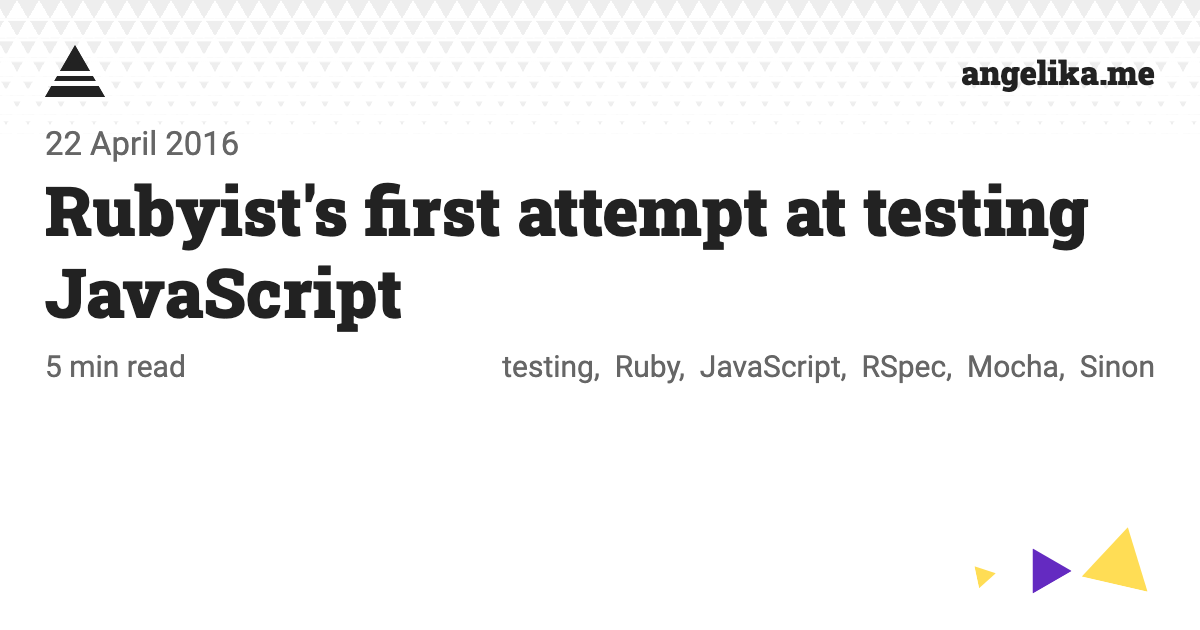 angelika.me
22 April 2016
Rubyist's first attempt at testing
JavaScript
5 min read
testing, Ruby, JavaScript, RSpec, Mocha, Sinon